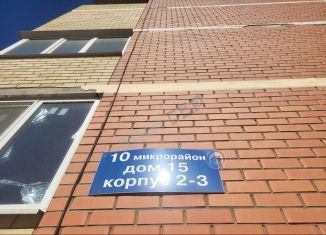 10 микрорайон
дом 15
корпус 2-3